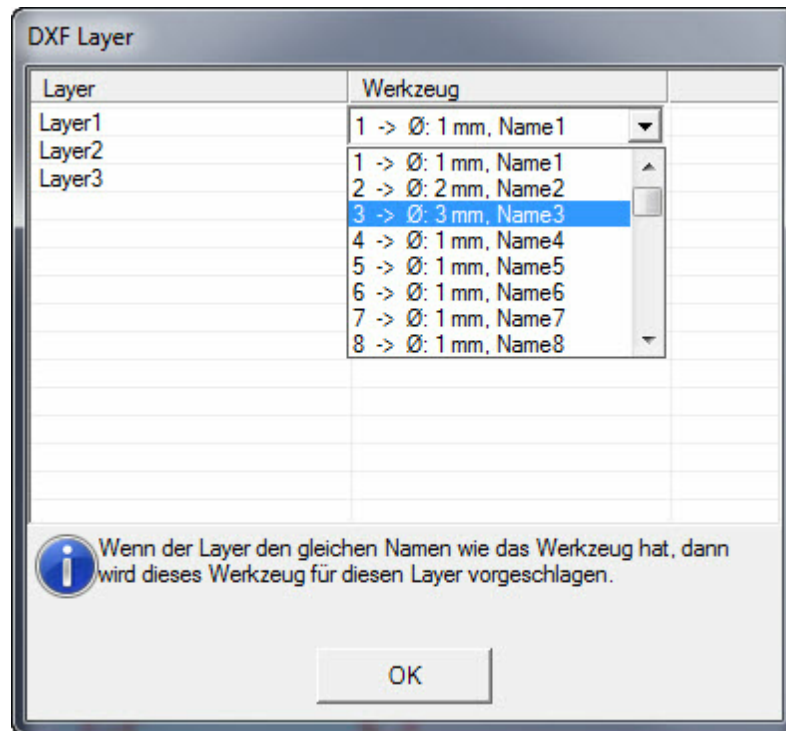 DXF Layer
Layer Werkzeug
Layer1 1 -> Ø: 1 mm, Name1
Layer2
Layer3
1 -> Ø: 1 mm, Name1
2 -> Ø: 2 mm, Name2
3 -> Ø: 3 mm, Name3
4 -> Ø: 1 mm, Name4
5 -> Ø: 1 mm, Name5
6 -> Ø: 1 mm, Name6
7 -> Ø: 1 mm, Name7
8 -> Ø: 1 mm, Name8
Wenn der Layer den gleichen Namen wie das Werkzeug hat, dann
wird dieses Werkzeug für diesen Layer vorgeschlagen.
OK